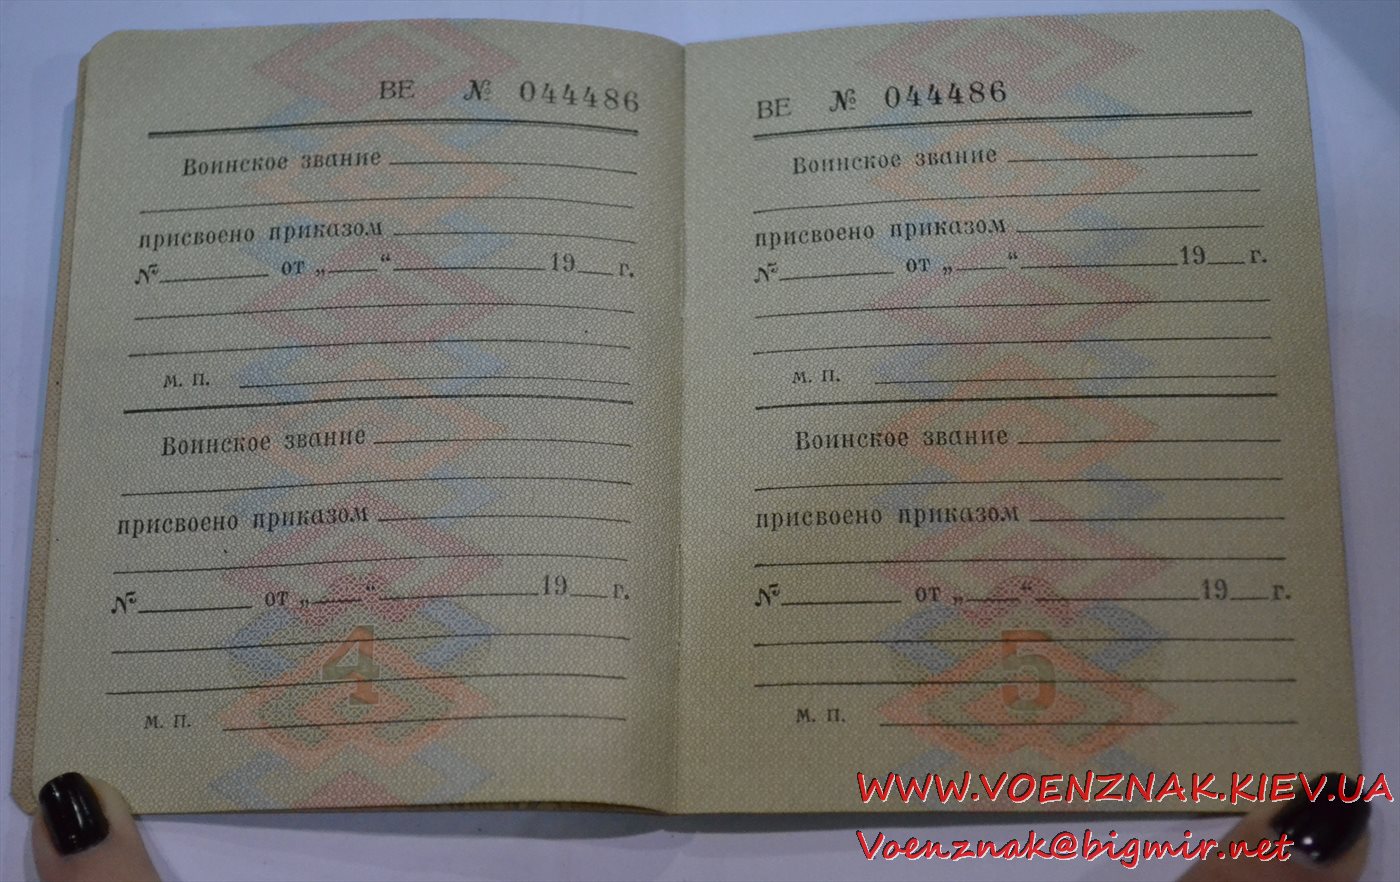 ВЕ № 044486
Воинское звание
присвоено приказом
№ от „ “ 19 г.
м. п.
Воинское звание
присвоено приказом
№ от „ “ 19 г.
4
м. п.
ВЕ № 044486
Воинское звание
присвоено приказом
№ от „ “ 19 г.
м. п.
Воинское звание
присвоено приказом
№ от „ “ 19 г.
5
м. п.
WWW.VOENZNAK.KIEV.UA
Voenznak@bigmir.net